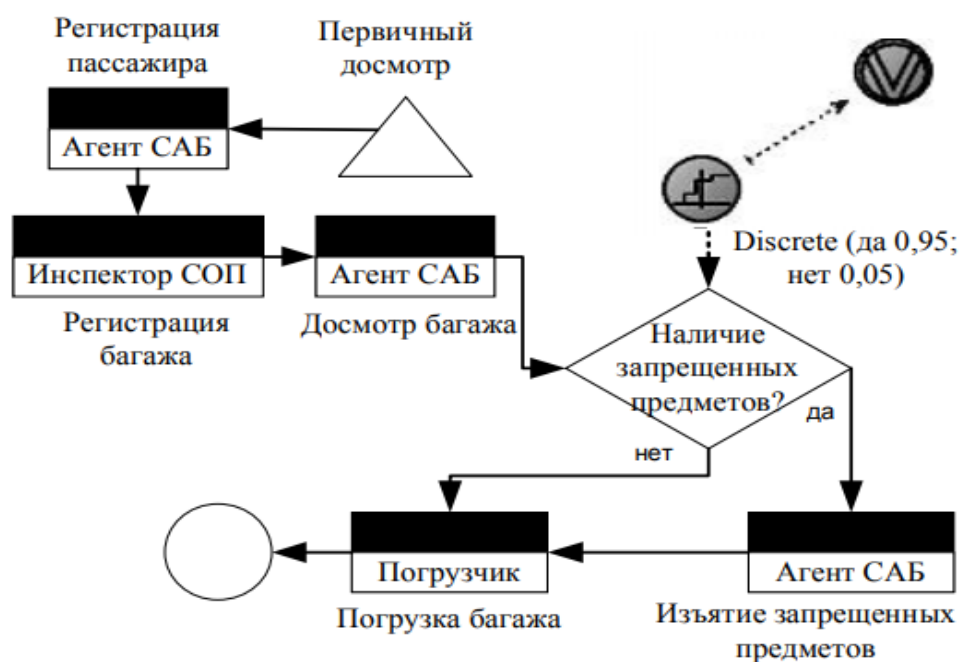 Регистрация
пассажира
Первичный
досмотр
Агент САБ
Инспектор СОП
Агент САБ
Discrete (да 0,95;
нет 0,05)
Регистрация
багажа
Досмотр багажа
Наличие
запрещенных
предметов?
да
нет
Погрузчик
Агент САБ
Погрузка багажа
Изъятие запрещенных
предметов